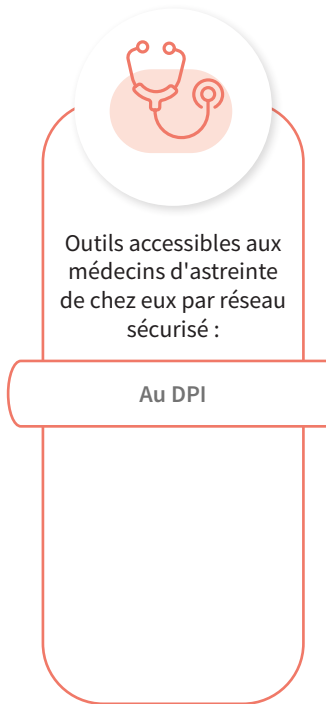 Outils accessibles aux
médecins d'astreinte
de chez eux par réseau
sécurisé :
Au DPI